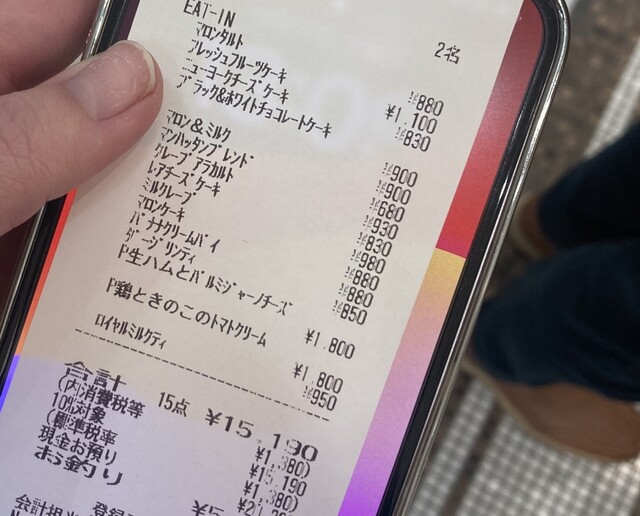 EAT-IN 2名
ﾏﾛﾝﾀﾙﾄ ¥880
ﾌﾚｯｼｭﾌﾙｰﾂｹｰｷ ¥1,100
ﾆｭｰﾖｰｸﾁｰｽﾞｹｰｷ ¥830
ﾌﾞﾗｯｸ&ﾎﾜｲﾄﾁｮｺﾚｰﾄｹｰｷ ¥900
ﾏﾛﾝ&ﾐﾙｸ ¥900
ﾏﾝﾊｯﾀﾝﾌﾞﾚﾝﾄﾞ ¥680
ｸﾚｰﾌﾟｱﾗｶﾙﾄ ¥930
ﾚｱﾁｰｽﾞｹｰｷ ¥830
ﾐﾙｸﾚｰﾌﾟ ¥980
ﾏﾛﾝｹｰｷ ¥880
ﾊﾞﾅﾅｸﾘｰﾑﾊﾟｲ ¥880
ﾀﾞｰｼﾞﾘﾝﾃｨ ¥850
P生ﾊﾑとﾊﾟﾙﾐｼﾞｬｰﾉﾁｰｽﾞ ¥1,800
P鶏ときのこのﾄﾏﾄｸﾘｰﾑ ¥1,800
ﾛｲﾔﾙﾐﾙｸﾃｨ ¥950
合計 15点 ¥15,190
(内消費税等 ¥1,380)
10%対象 ¥15,190
(標準税率 ¥1,380)
現金お預り
お釣り
会計担